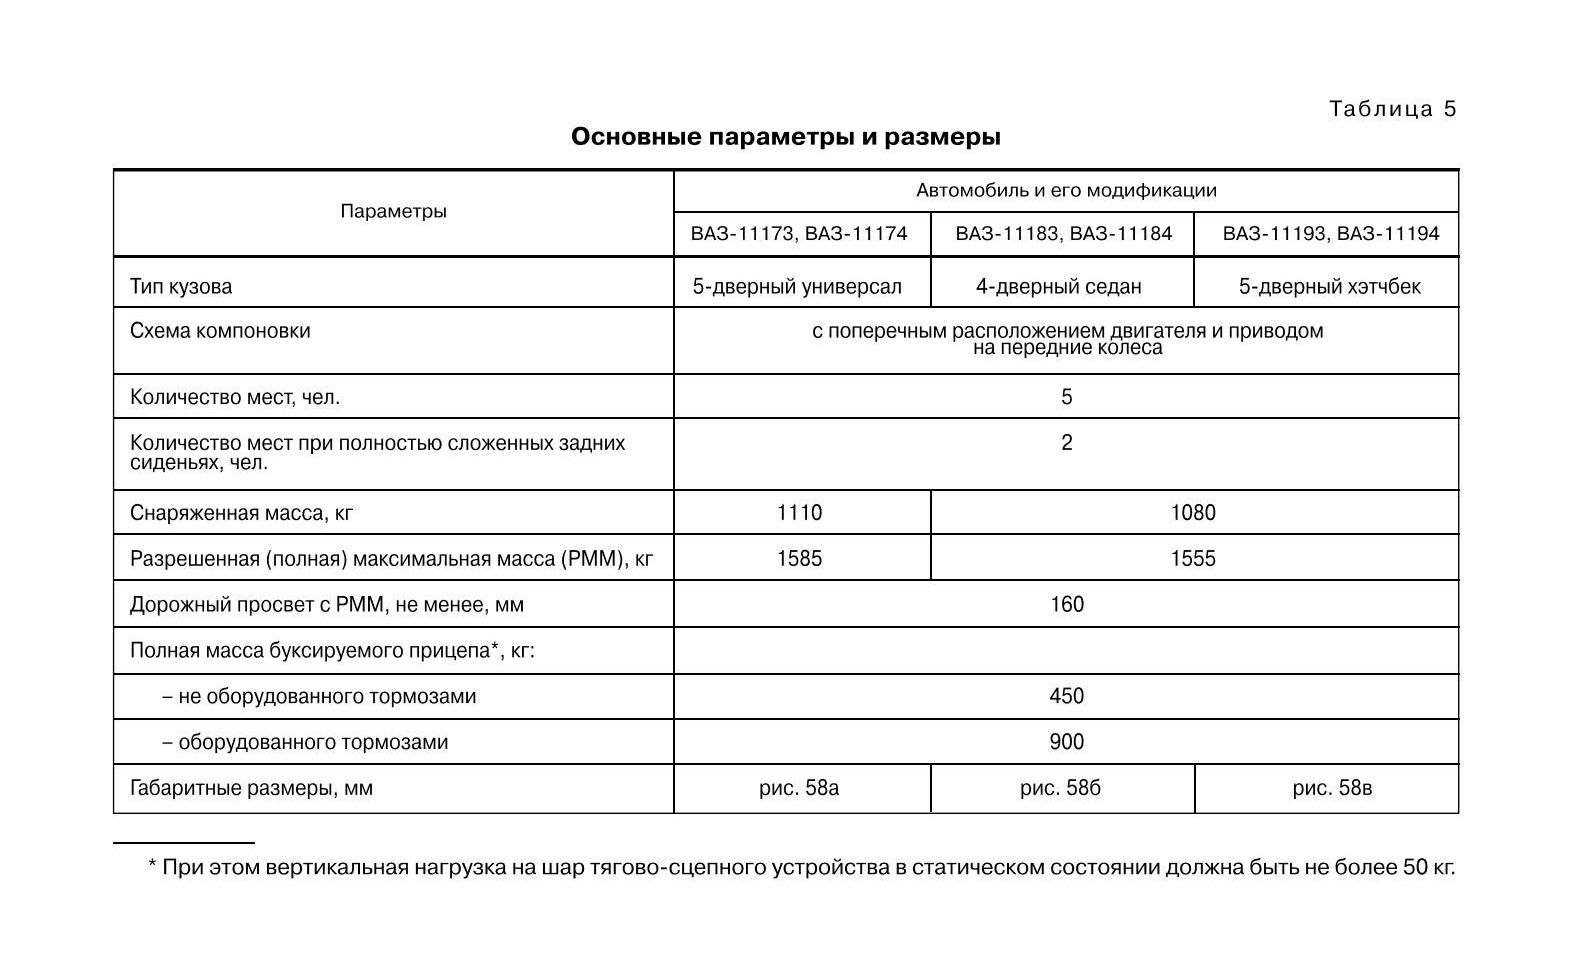 Таблица 5
Основные параметры и размеры
Параметры
Автомобиль и его модификации
ВАЗ-11173, ВАЗ-11174
ВАЗ-11183, ВАЗ-11184
ВАЗ-11193, ВАЗ-11194
Тип кузова
5-дверный универсал
4-дверный седан
5-дверный хэтчбек
Схема компоновки
с поперечным расположением двигателя и приводом
на передние колеса
Количество мест, чел.
5
Количество мест при полностью сложенных задних
сиденьях, чел.
2
Снаряженная масса, кг
1110
1080
Разрешенная (полная) максимальная масса (РММ), кг
1585
1555
Дорожный просвет с РММ, не менее, мм
160
Полная масса буксируемого прицепа*, кг:
– не оборудованного тормозами
450
– оборудованного тормозами
900
Габаритные размеры, мм
рис. 58а
рис. 58б
рис. 58в
* При этом вертикальная нагрузка на шар тягово-сцепного устройства в статическом состоянии должна быть не более 50 кг.